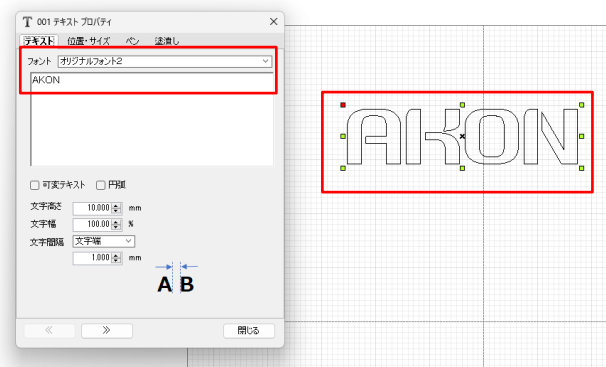 001 テキスト プロパティ
テキスト 位置・サイズ ペン 塗潰し
フォント オリジナルフォント2
AKON
可変テキスト 円弧
文字高さ 10.000 mm
文字幅 100.00 %
文字間隔 文字端
1.000 mm
A B
閉じる
AKON